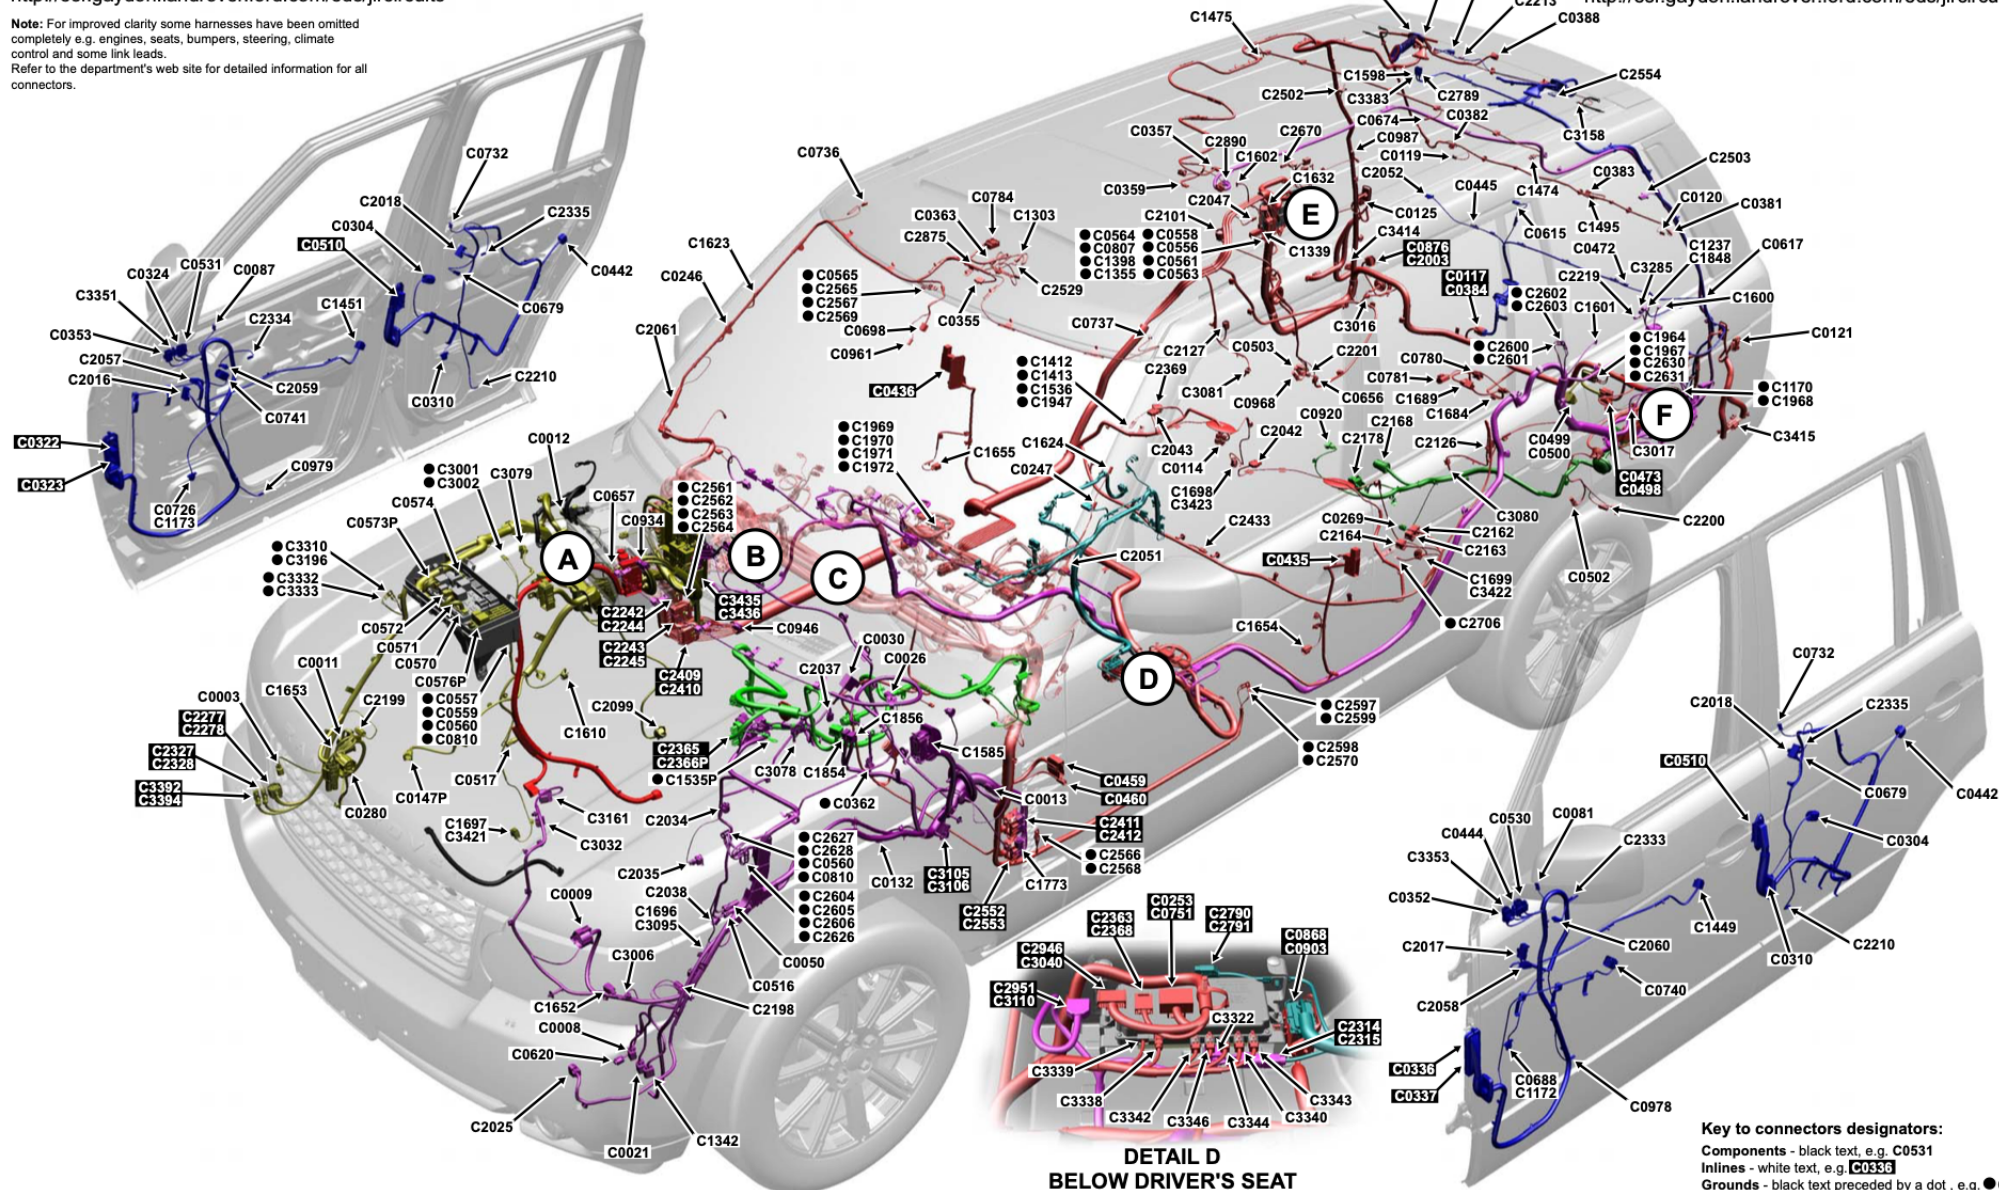 Note: For improved clarity some harnesses have been omitted
completely e.g. engines, seats, bumpers, steering, climate
control and some link leads.
Refer to the department's web site for detailed information for all
connectors.
C1475
C2213
C0388
C1598
C3383
C2789
C2554
C2502
C0674
C0382
C3158
C0357
C2890
C2670
C1602
C0987
C0119
C2503
C0736
C0359
C1632
C2052
C0445
C1474
C0383
C0732
C2018
C2335
C0304
C0510
C0442
C0679
C2210
C0310
C0784
C0363
C1303
C2875
C2529
C0355
C2047
C2101
E
C0125
C3414
C1339
● C0564 ● C0558
● C0807 ● C0556
● C1398 ● C0561
● C1355 ● C0563
C0876
C2003
C0615
C1495
C0120
C0381
C0472
C1237
C1848
C0617
C2219
C3285
C1600
C1601
C0117
C0384
● C2602
● C2603
C0324
C0531
C0087
C3351
C0353
C2334
C1451
C2057
C2016
C2059
C0741
C0322
C0323
C0726
C1173
C0979
C1623
C0246
C2061
● C0565
● C2565
● C2567
● C2569
C0698
C0961
C0737
C3016
C2127
C0503
C2201
C2369
C3081
C0968
C0656
● C2600
● C2601
C0780
C0781
C1689
C1684
● C1964
● C1967
● C2630
● C2631
C0121
● C1170
● C1968
F
C3415
C0436
● C1412
● C1413
● C1536
● C1947
C2043
C0114
C2042
C0920
C2178
C2168
C2126
C0499
C0500
C3017
C0473
C0498
● C1969
● C1970
● C1971
● C1972
C1655
C1624
C0247
C1698
C3423
C3080
C2200
C0502
C0012
● C3001
● C3002
C3079
C0574
C0573P
C0657
C0934
● C2561
● C2562
● C2563
● C2564
A
B
C
C2051
C2433
C0269
C2164
C2162
C2163
C1699
C3422
● C2706
C0435
C1654
● C3310
● C3196
● C3332
● C3333
C0572
C0571
C0570
C0576P
● C0557
● C0559
● C0560
● C0810
C2242
C2244
C3435
C3436
C2243
C2245
C0946
C2409
C2410
C0030
C0026
C2037
D
● C2597
● C2599
● C2598
● C2570
C0011
C1653
C0003
C2199
C2277
C2278
C2327
C2328
C3392
C3394
C0280
C0147P
C0517
C1610
C2099
C2365
C2366P
● C1535P
C3078
C1854
C1856
C1585
● C0362
C0013
C0459
C0460
C2411
C2412
● C2566
● C2568
C1773
C1697
C3421
C3161
C3032
C2034
C2035
C2038
C1696
C3095
● C2627
● C2628
● C0560
● C0810
● C2604
● C2605
● C2606
● C2626
C0132
C3105
C3106
C2552
C2553
C0009
C3006
C0050
C0516
C1652
C2198
C0008
C0620
C2025
C0021
C1342
C0253
C0751
C2363
C2368
C2790
C2791
C0868
C0903
C2946
C3040
C2951
C3110
C3322
C2314
C2315
C3339
C3338
C3342
C3346
C3344
C3340
C3343
DETAIL D
BELOW DRIVER'S SEAT
C0732
C2018
C2335
C0510
C0679
C0442
C0304
C0310
C2210
C0081
C0530
C0444
C2333
C3353
C0352
C1449
C2017
C2060
C2058
C0740
C0336
C0337
C0688
C1172
C0978
Key to connectors designators:
Components - black text, e.g. C0531
Inlines - white text, e.g. C0336
Grounds - black text preceded by a dot , e.g. ●